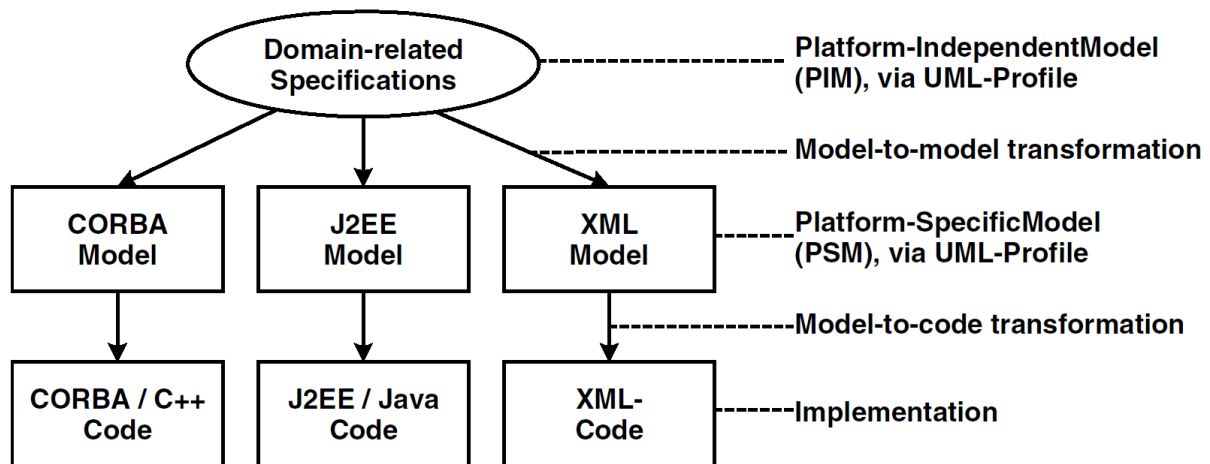 Domain-related
Specifications
Platform-IndependentModel
(PIM), via UML-Profile
Model-to-model transformation
CORBA
Model
J2EE
Model
XML
Model
Platform-SpecificModel
(PSM), via UML-Profile
Model-to-code transformation
CORBA / C++
Code
J2EE / Java
Code
XML-
Code
Implementation